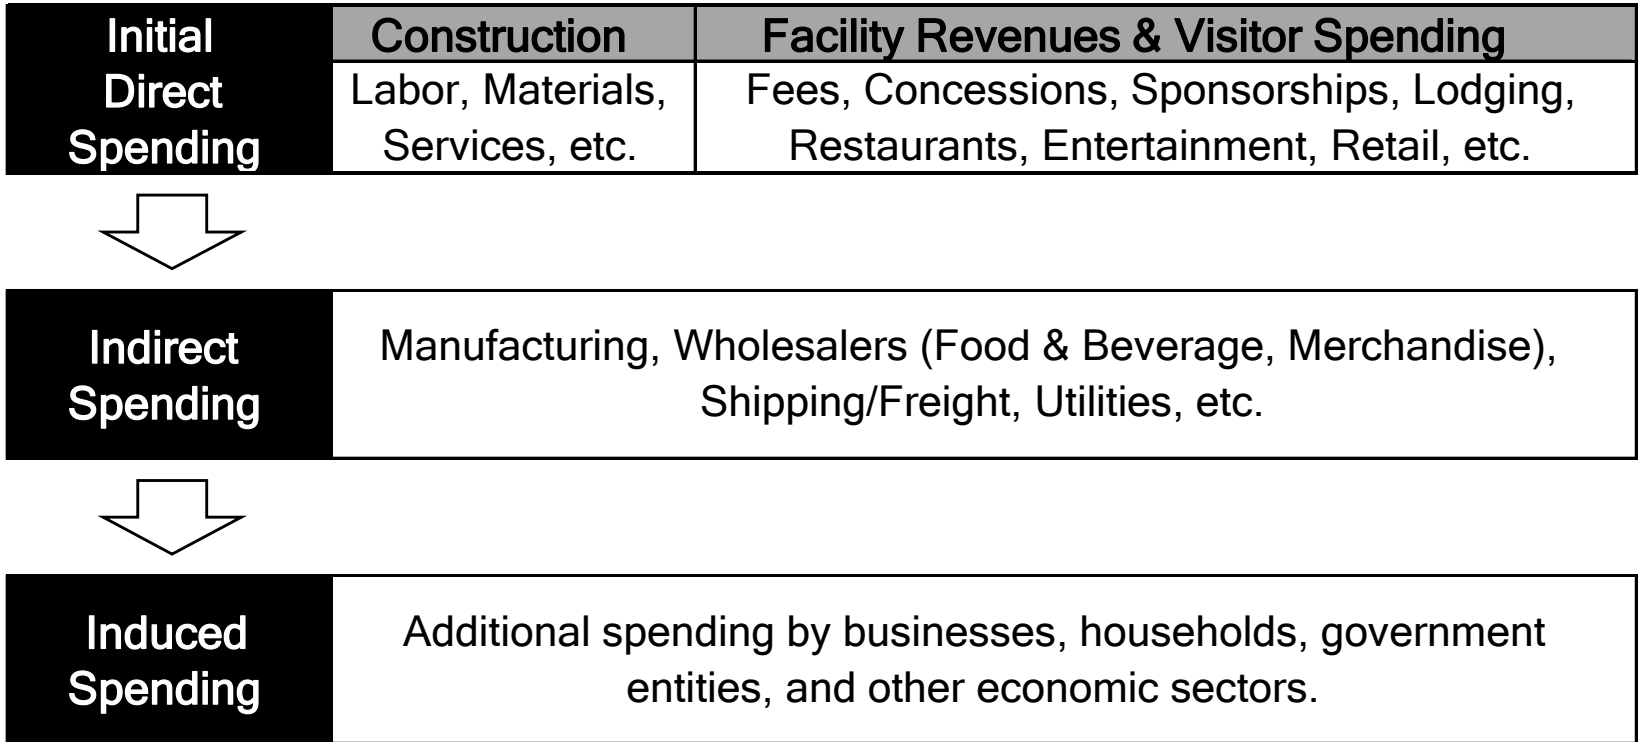 Initial
Direct
Spending
Construction
Labor, Materials,
Services, etc.
Facility Revenues & Visitor Spending
Fees, Concessions, Sponsorships, Lodging,
Restaurants, Entertainment, Retail, etc.
Indirect
Spending
Manufacturing, Wholesalers (Food & Beverage, Merchandise),
Shipping/Freight, Utilities, etc.
Induced
Spending
Additional spending by businesses, households, government
entities, and other economic sectors.